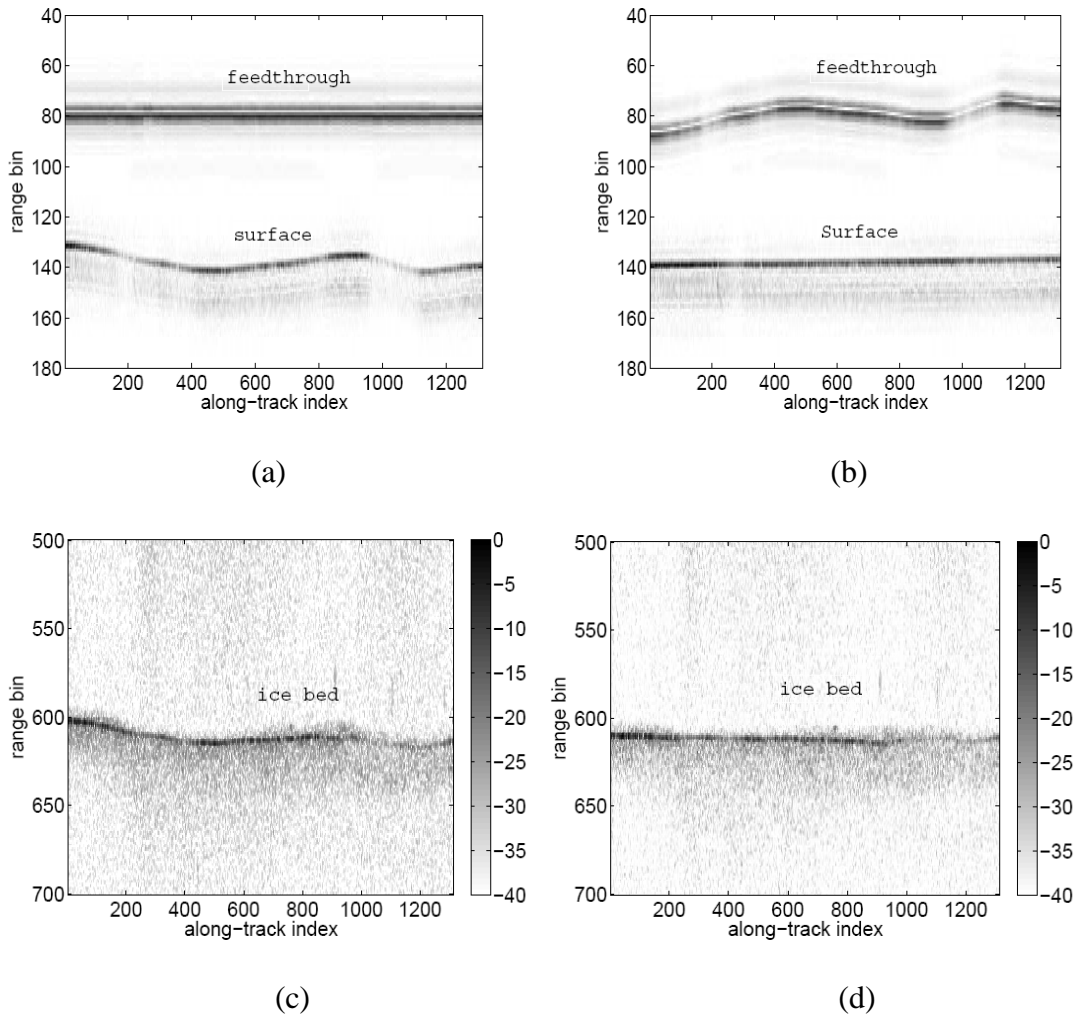 40
60
80
100
120
140
160
180
range bin
feedthrough
surface
200 400 600 800 1000 1200
along-track index
(a)
40
60
80
100
120
140
160
180
range bin
feedthrough
Surface
200 400 600 800 1000 1200
along-track index
(b)
500
550
600
650
700
range bin
ice bed
200 400 600 800 1000 1200
along-track index
0
-5
-10
-15
-20
-25
-30
-35
-40
(c)
500
550
600
650
700
range bin
ice bed
200 400 600 800 1000 1200
along-track index
0
-5
-10
-15
-20
-25
-30
-35
-40
(d)